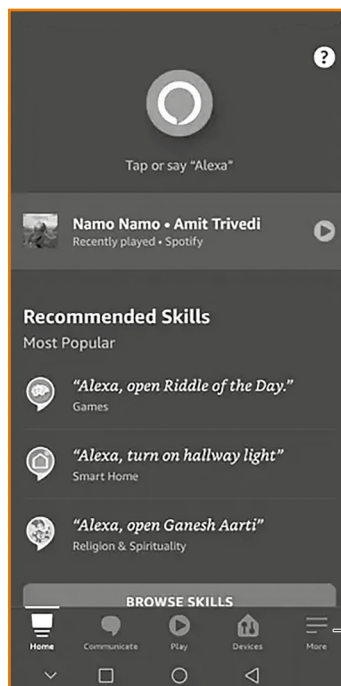 ?
Tap or say “Alexa”
Namo Namo • Amit Trivedi
Recently played • Spotify
Recommended Skills
Most Popular
“Alexa, open Riddle of the Day.”
Games
“Alexa, turn on hallway light”
Smart Home
“Alexa, open Ganesh Aarti”
Religion & Spirituality
BROWSE SKILLS
Home Communicate Play Devices More